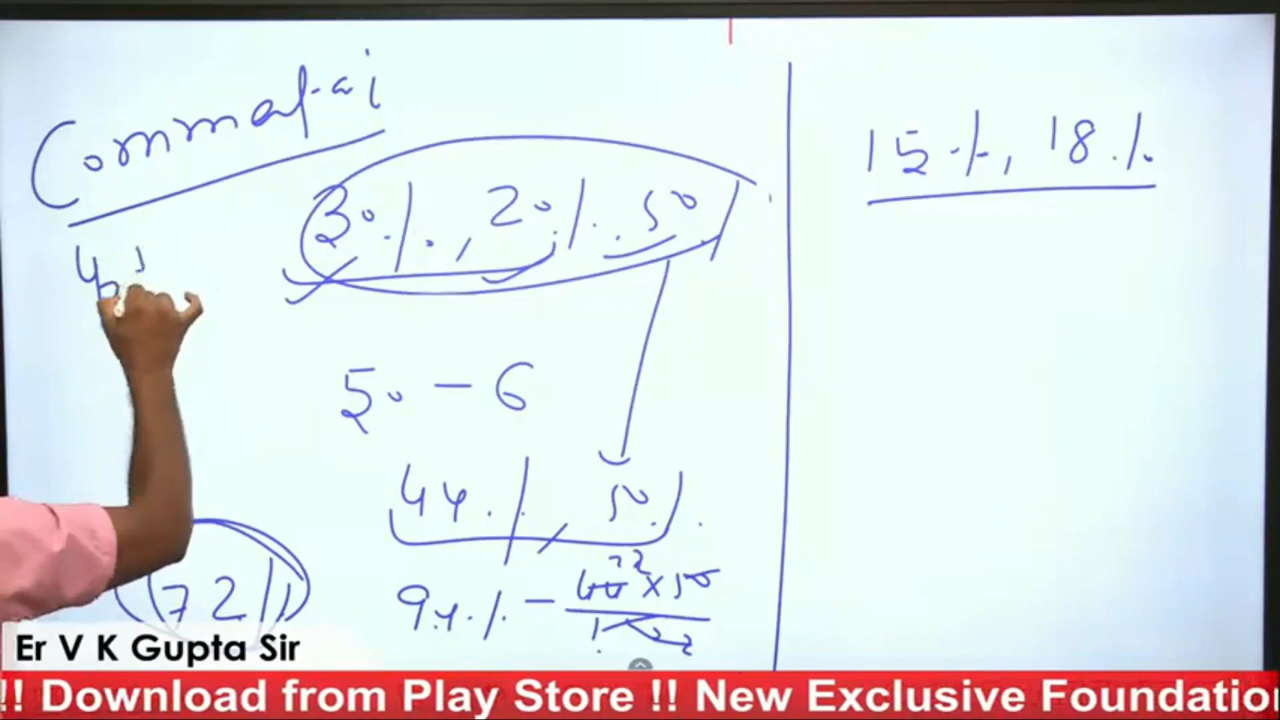 30%, 20%. 50%
50 - 6
44% 50%
94% -
72%
15%, 18%
Er V K Gupta Sir
!! Download from Play Store !! New Exclusive Foundation